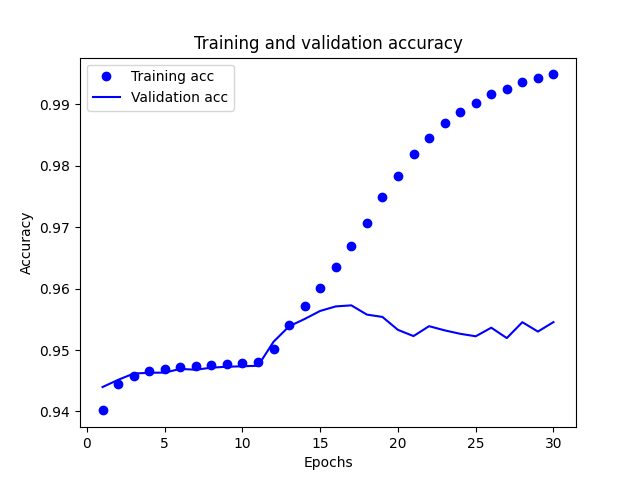 Training and validation accuracy
Training acc
Validation acc
0.99
0.98
0.97
0.96
0.95
0.94
Accuracy
0 5 10 15 20 25 30
Epochs